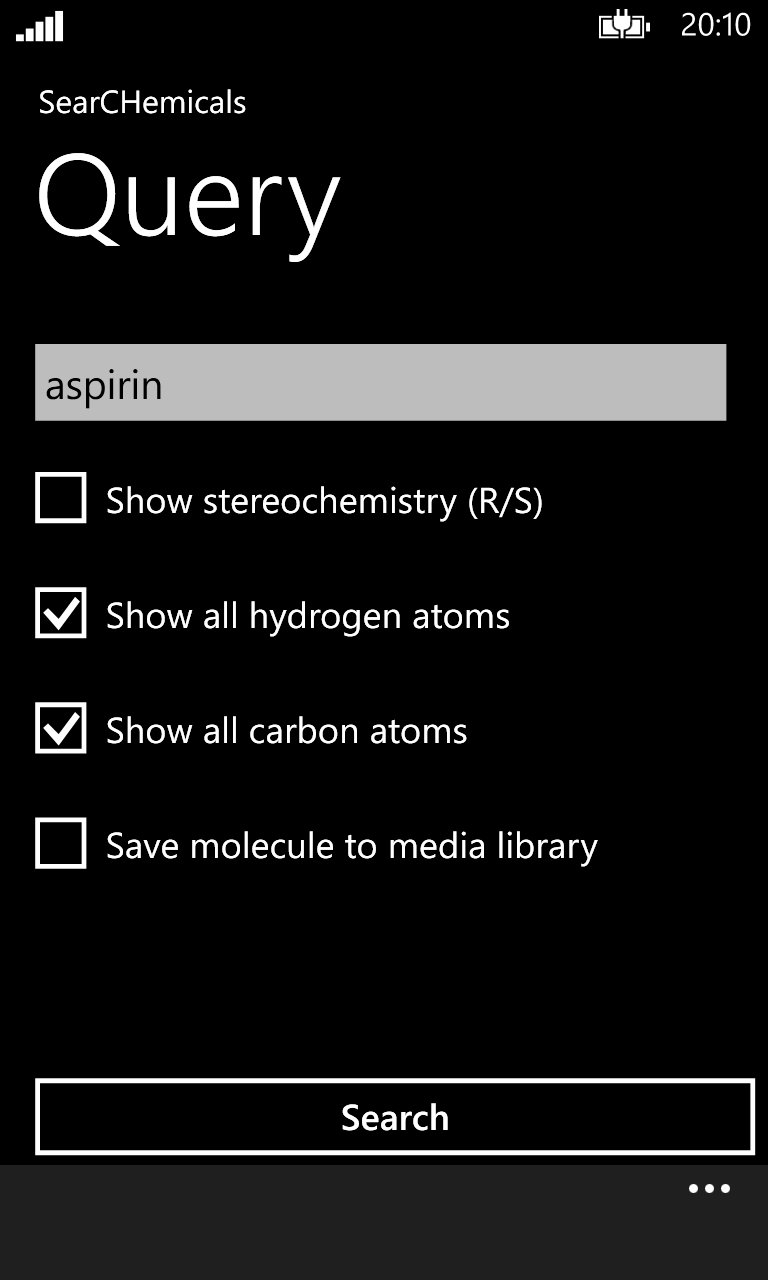 20:10
SearCHemicals
Query
aspirin
Show stereochemistry (R/S)
Show all hydrogen atoms
Show all carbon atoms
Save molecule to media library
Search